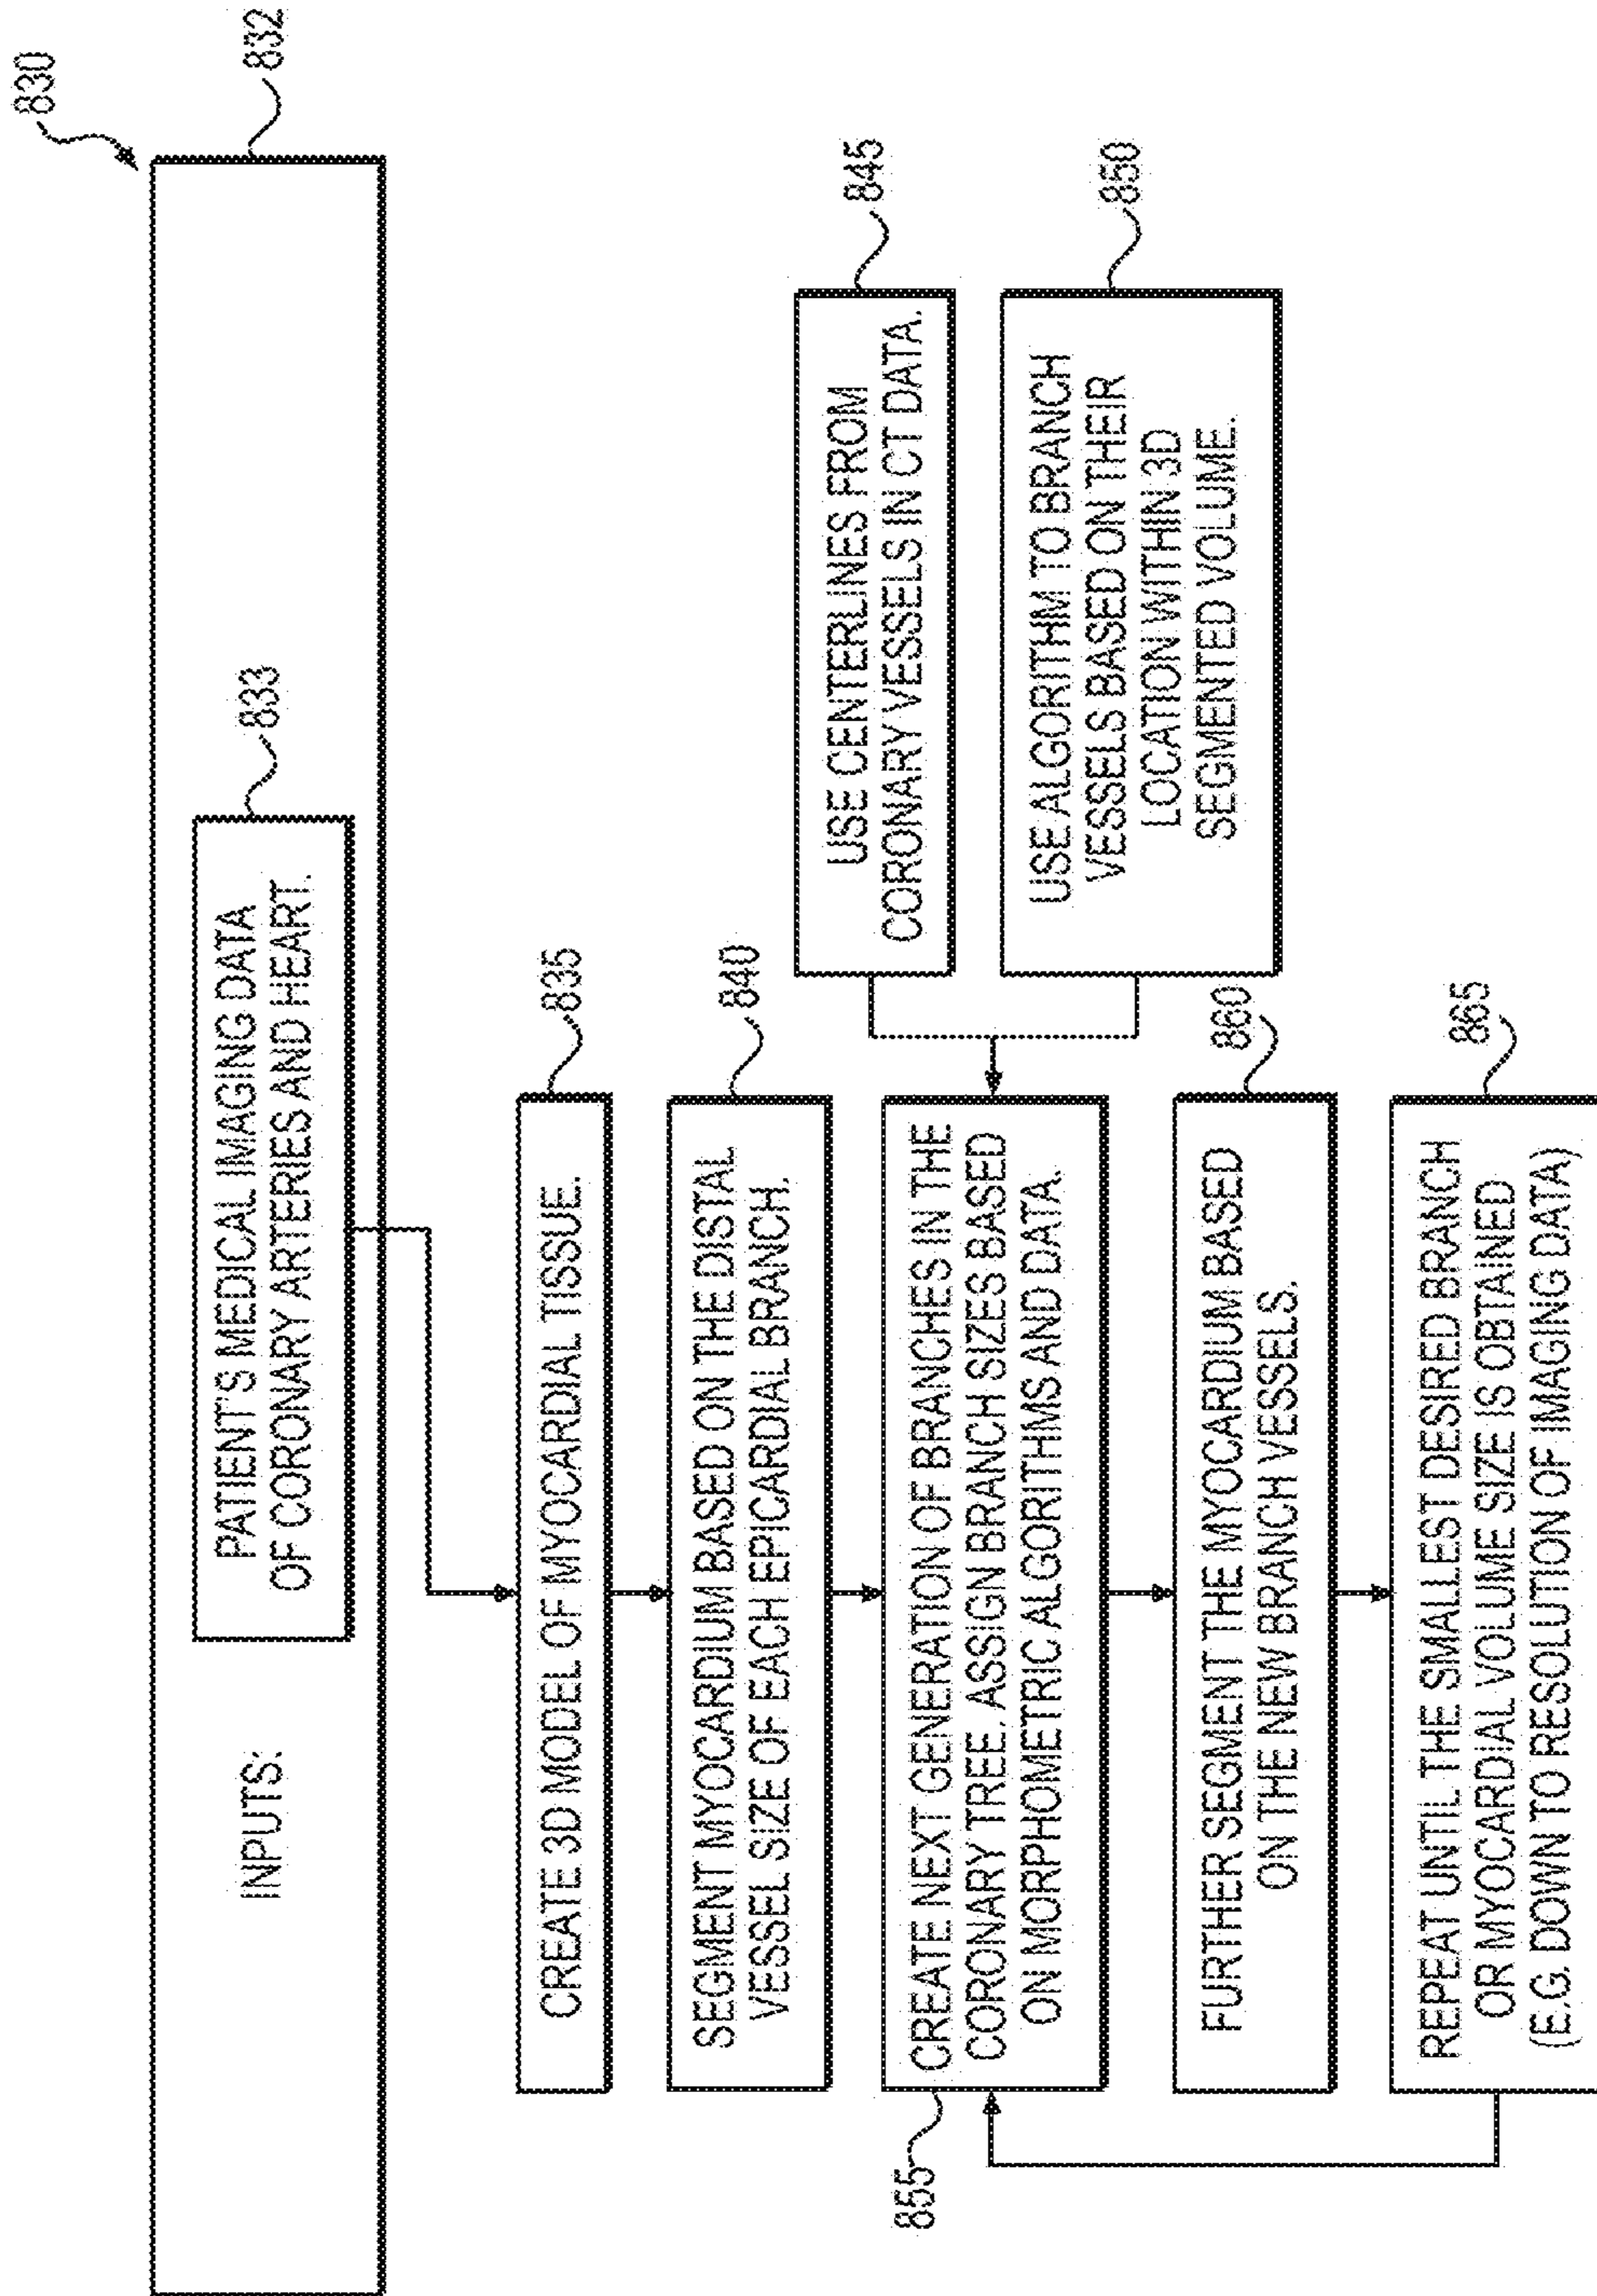 830
832
INPUTS:
833
PATIENT'S MEDICAL IMAGING DATA
OF CORONARY ARTERIES AND HEART.
835
CREATE 3D MODEL OF MYOCARDIAL TISSUE.
840
SEGMENT MYOCARDIUM BASED ON THE DISTAL
VESSEL SIZE OF EACH EPICARDIAL BRANCH.
845
USE CENTERLINES FROM
CORONARY VESSELS IN CT DATA.
850
USE ALGORITHM TO BRANCH
VESSELS BASED ON THEIR
LOCATION WITHIN 3D
SEGMENTED VOLUME.
855
CREATE NEXT GENERATION OF BRANCHES IN THE
CORONARY TREE. ASSIGN BRANCH SIZES BASED
ON MORPHOMETRIC ALGORITHMS AND DATA.
860
FURTHER SEGMENT THE MYOCARDIUM BASED
ON THE NEW BRANCH VESSELS.
865
REPEAT UNTIL THE SMALLEST DESIRED BRANCH
OR MYOCARDIAL VOLUME SIZE IS OBTAINED
(E.G. DOWN TO RESOLUTION OF IMAGING DATA)